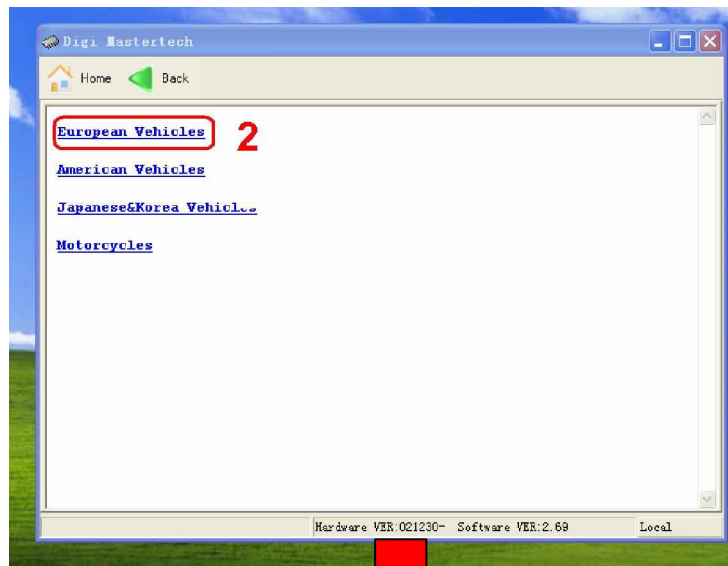 Digi Mastertech
Home Back
European Vehicles 2
American Vehicles
Japanese&Korea
Motorcycles
Hardware VER:021230- Software VER:2.69 Local